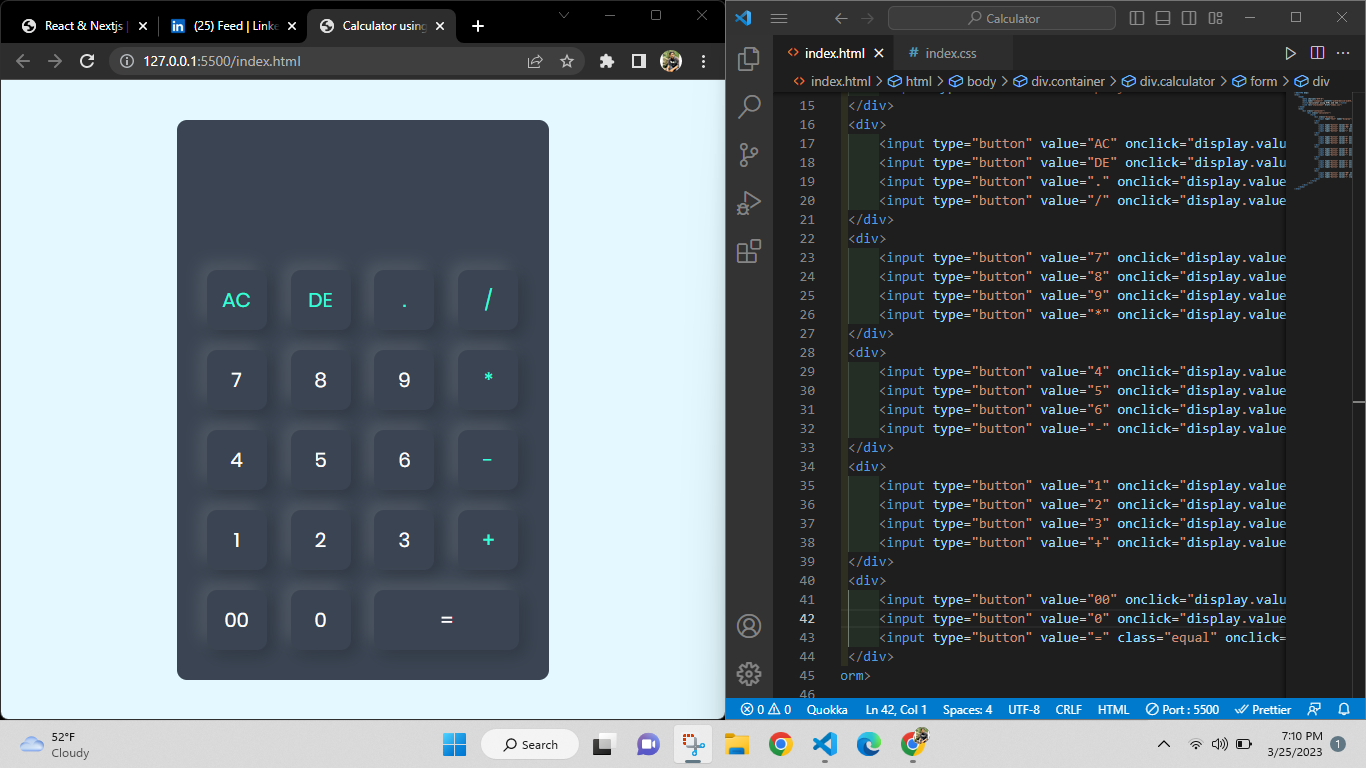 React & Nextjs
(25) Feed | Linke
Calculator using
127.0.0.1:5500/index.html
AC DE . /
7 8 9 *
4 5 6 -
1 2 3 +
00 0 =
Calculator
index.html
# index.css
index.html > html > body > div.container > div.calculator > form > div
15 </div>
16 <div>
17 <input type="button" value="AC" onclick="display.valu
18 <input type="button" value="DE" onclick="display.valu
19 <input type="button" value="." onclick="display.value
20 <input type="button" value="/" onclick="display.value
21 </div>
22 <div>
23 <input type="button" value="7" onclick="display.value
24 <input type="button" value="8" onclick="display.value
25 <input type="button" value="9" onclick="display.value
26 <input type="button" value="*" onclick="display.value
27 </div>
28 <div>
29 <input type="button" value="4" onclick="display.value
30 <input type="button" value="5" onclick="display.value
31 <input type="button" value="6" onclick="display.value
32 <input type="button" value="-" onclick="display.value
33 </div>
34 <div>
35 <input type="button" value="1" onclick="display.value
36 <input type="button" value="2" onclick="display.value
37 <input type="button" value="3" onclick="display.value
38 <input type="button" value="+" onclick="display.value
39 </div>
40 <div>
41 <input type="button" value="00" onclick="display.valu
42 <input type="button" value="0" onclick="display.value
43 <input type="button" value="=" class="equal" onclick=
44 </div>
45 orm>
46
0 0 Quokka Ln 42, Col 1 Spaces: 4 UTF-8 CRLF HTML Port : 5500 Prettier
52°F
Cloudy
Search
7:10 PM
3/25/2023
1